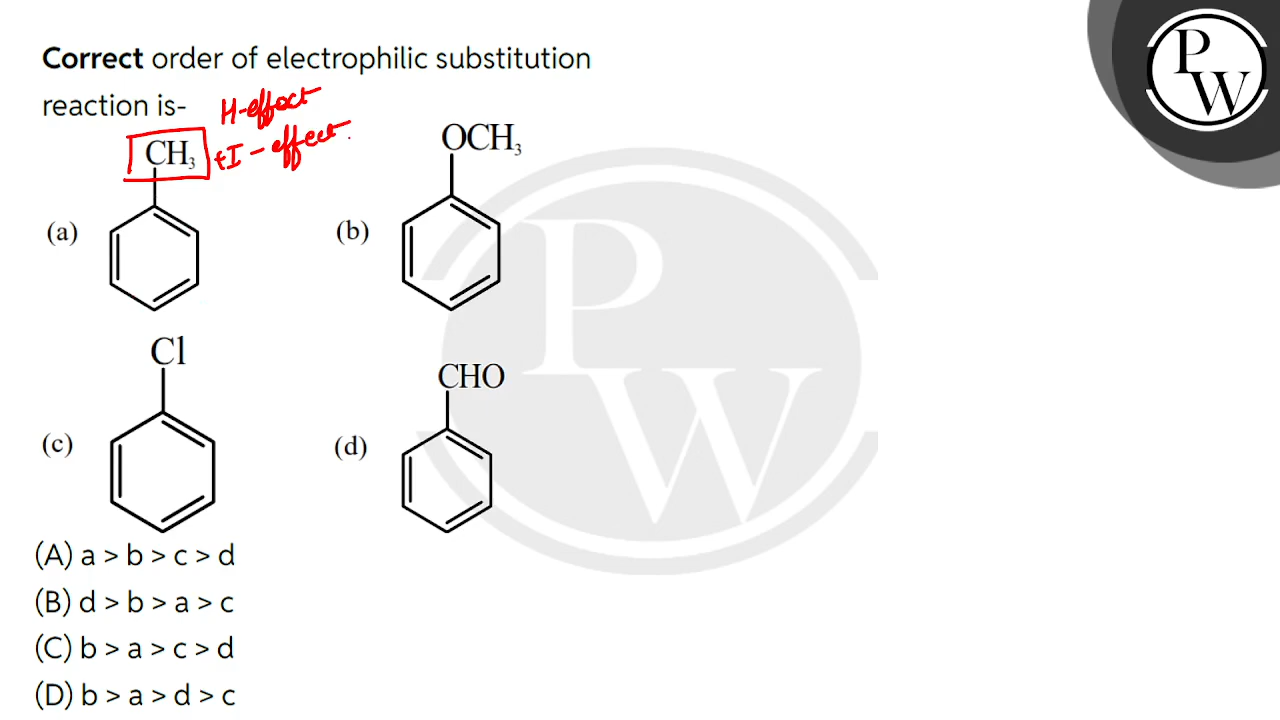 Correct order of electrophilic substitution
reaction is-
H-effect
+I-effect.
CH₃
OCH₃
(a)
(b)
Cl
CHO
(c)
(d)
(A) a > b > c > d
(B) d > b > a > c
(C) b > a > c > d
(D) b > a > d > c
P
W
P
W